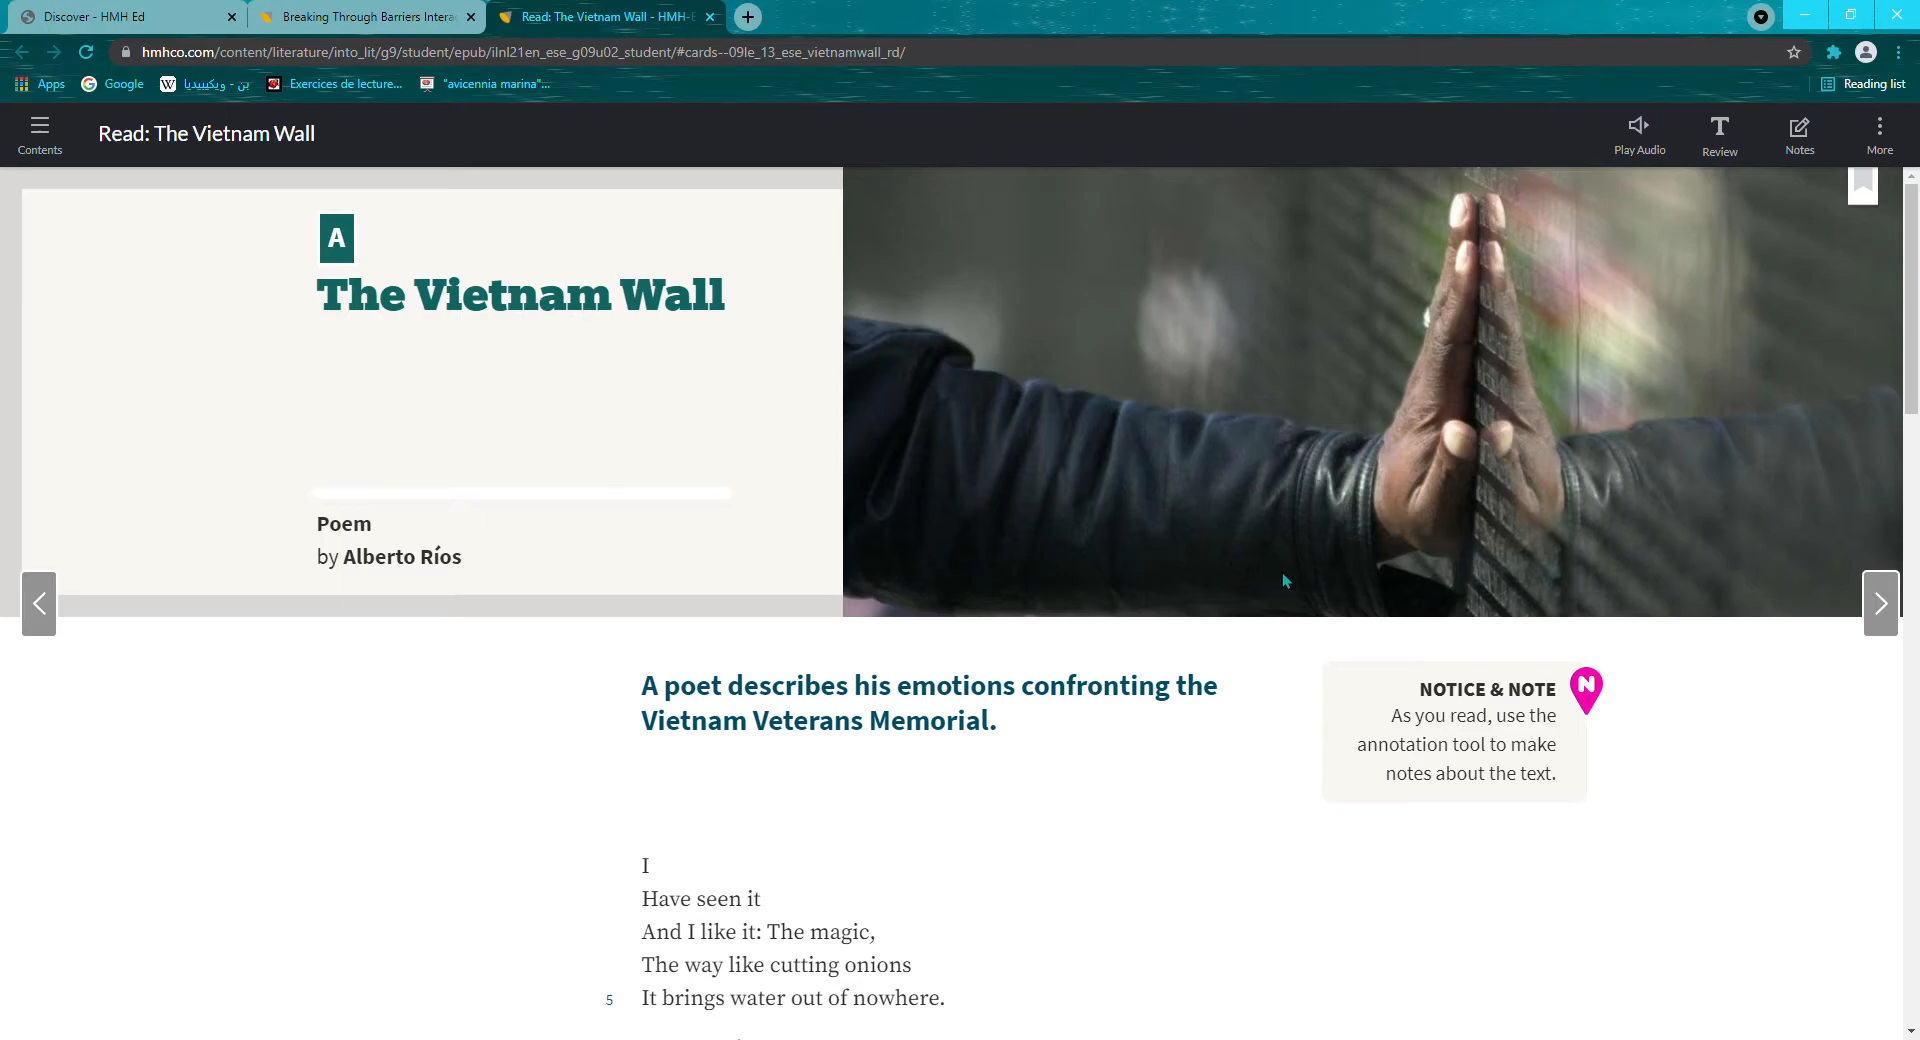 Discover - HMH Ed
Breaking Through Barriers Intera
Read: The Vietnam Wall - HMH-E
hmhco.com/content/literature/into_lit/g9/student/epub/ilnl21en_ese_g09u02_student/#cards--09le_13_ese_vietnamwall_rd/
Apps
Google
بن - ويكيبيديا
Exercices de lecture...
"avicennia marina"...
Reading list
Contents
Read: The Vietnam Wall
Play Audio
Review
Notes
More
A
The Vietnam Wall
Poem
by Alberto Ríos
A poet describes his emotions confronting the
Vietnam Veterans Memorial.
NOTICE & NOTE
As you read, use the
annotation tool to make
notes about the text.
I
Have seen it
And I like it: The magic,
The way like cutting onions
5 It brings water out of nowhere.